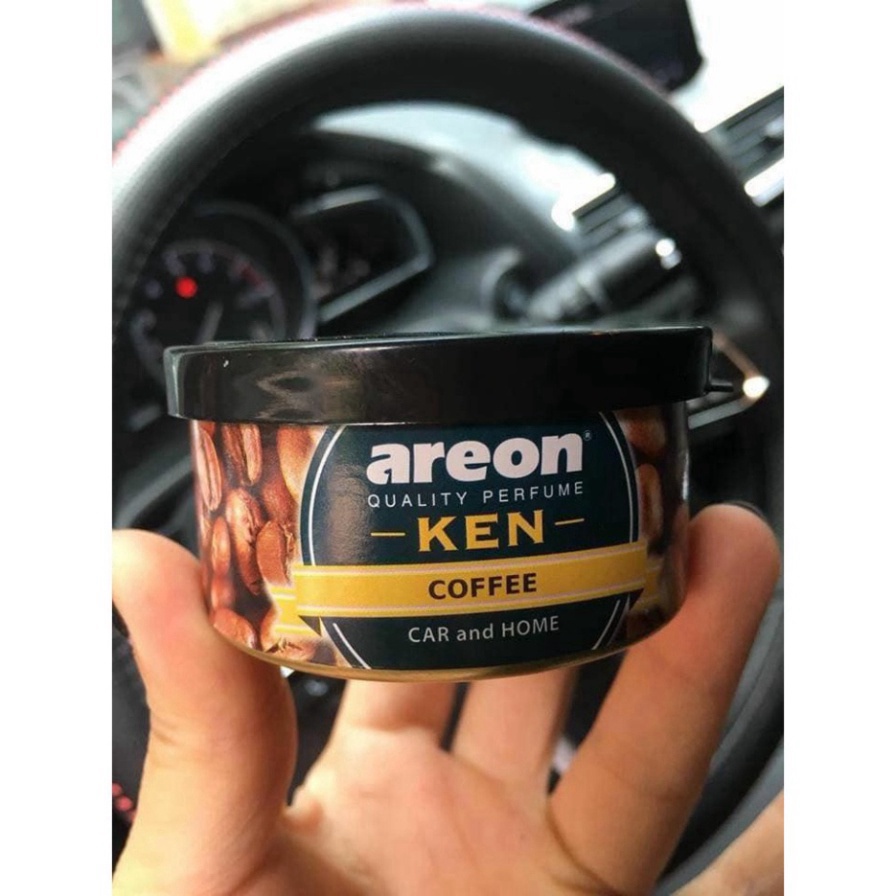 areon®
QUALITY PERFUME
KEN
COFFEE
CAR and HOME